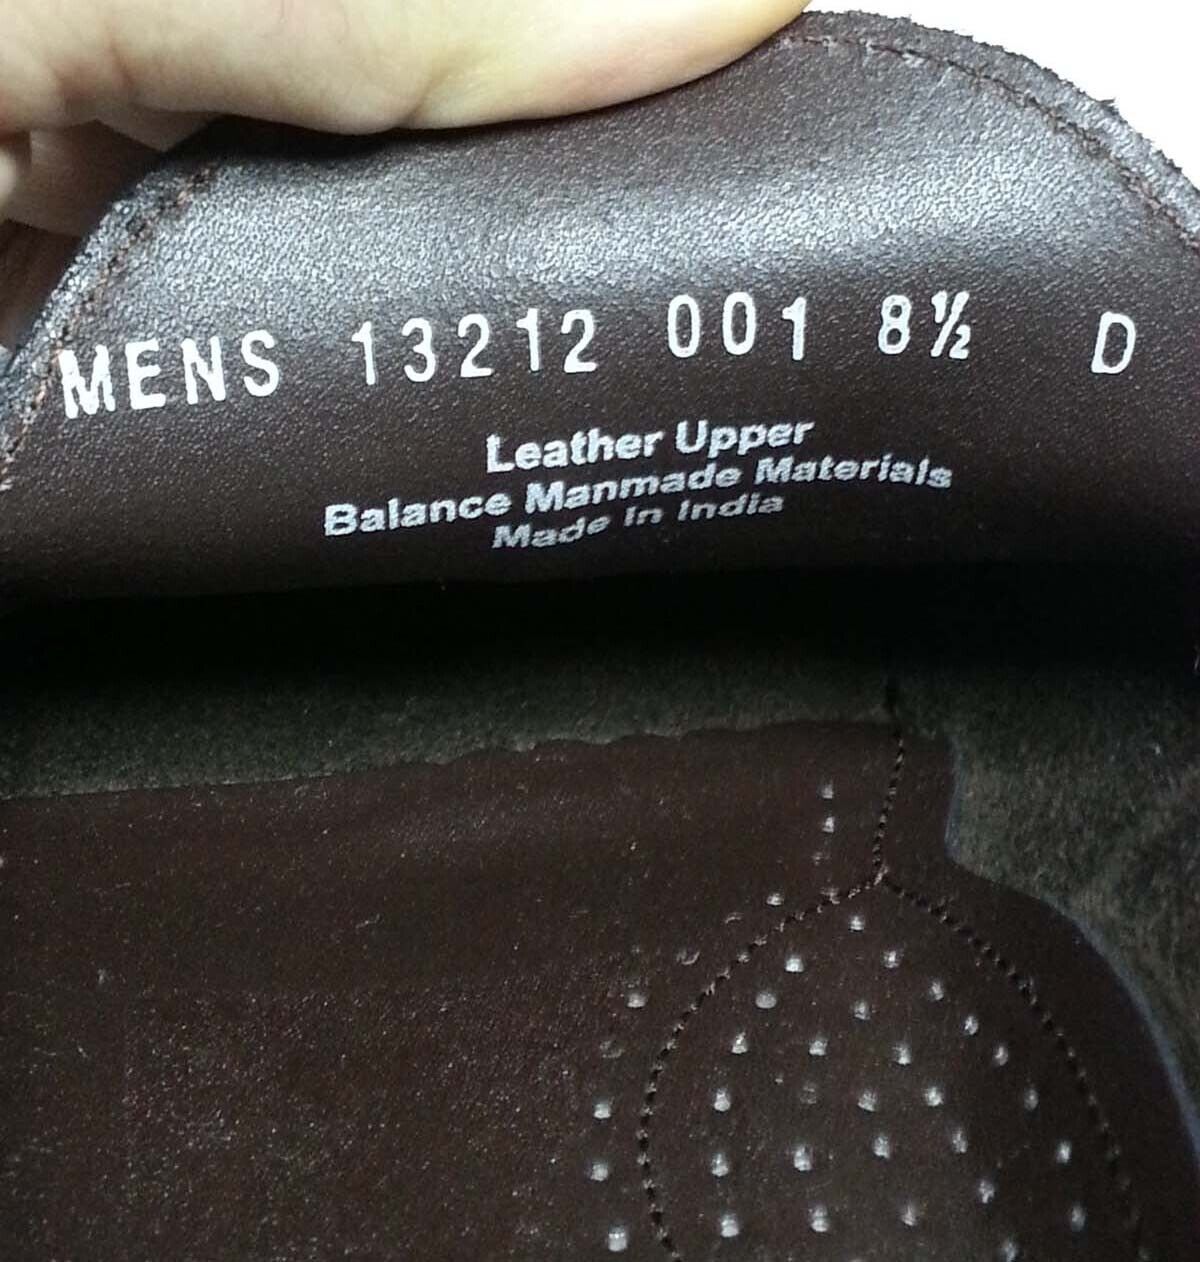 MENS 13212 001 8½ D
Leather Upper
Balance Manmade Materials
Made In India